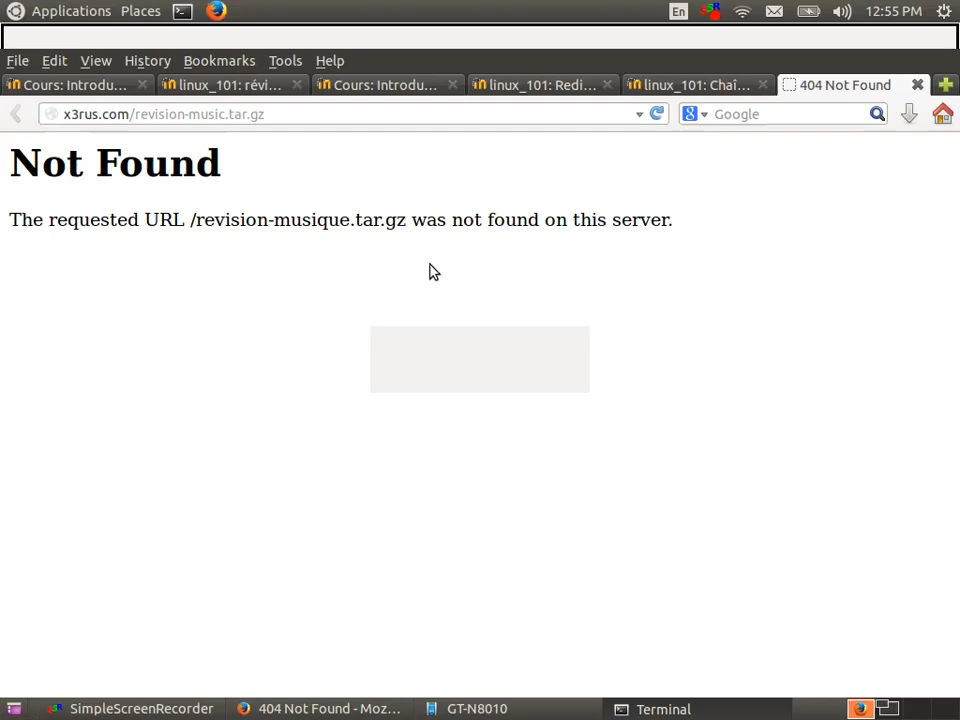 Applications Places En 12:55 PM
File Edit View History Bookmarks Tools Help
Cours: Introdu... linux_101: révi... Cours: Introdu... linux_101: Redi... linux_101: Chaî... 404 Not Found
x3rus.com/revision-music.tar.gz Google
Not Found
The requested URL /revision-musique.tar.gz was not found on this server.
SimpleScreenRecorder 404 Not Found - Moz... GT-N8010 Terminal